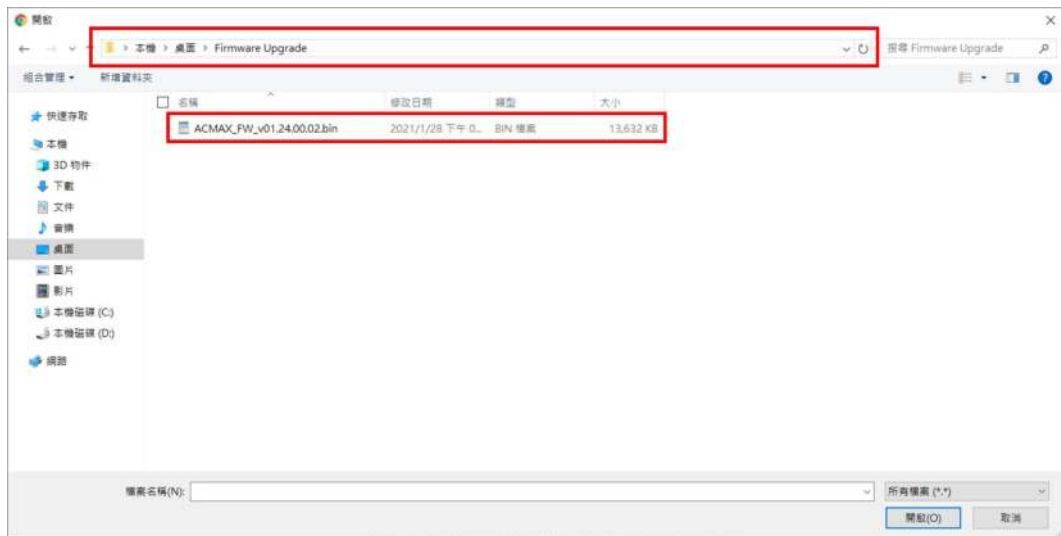 開啟
本機 › 桌面 › Firmware Upgrade
搜尋 Firmware Upgrade
組合管理
新增資料夾
名稱
修改日期
類型
大小
ACMAX_FW_v01.24.00.02.bin
2021/1/28 下午 0...
BIN 檔案
13,632 KB
快速存取
本機
3D 物件
下載
文件
音樂
桌面
圖片
影片
本機磁碟 (C:)
本機磁碟 (D:)
網路
檔案名稱(N):
所有檔案 (*.*)
開啟(O)
取消